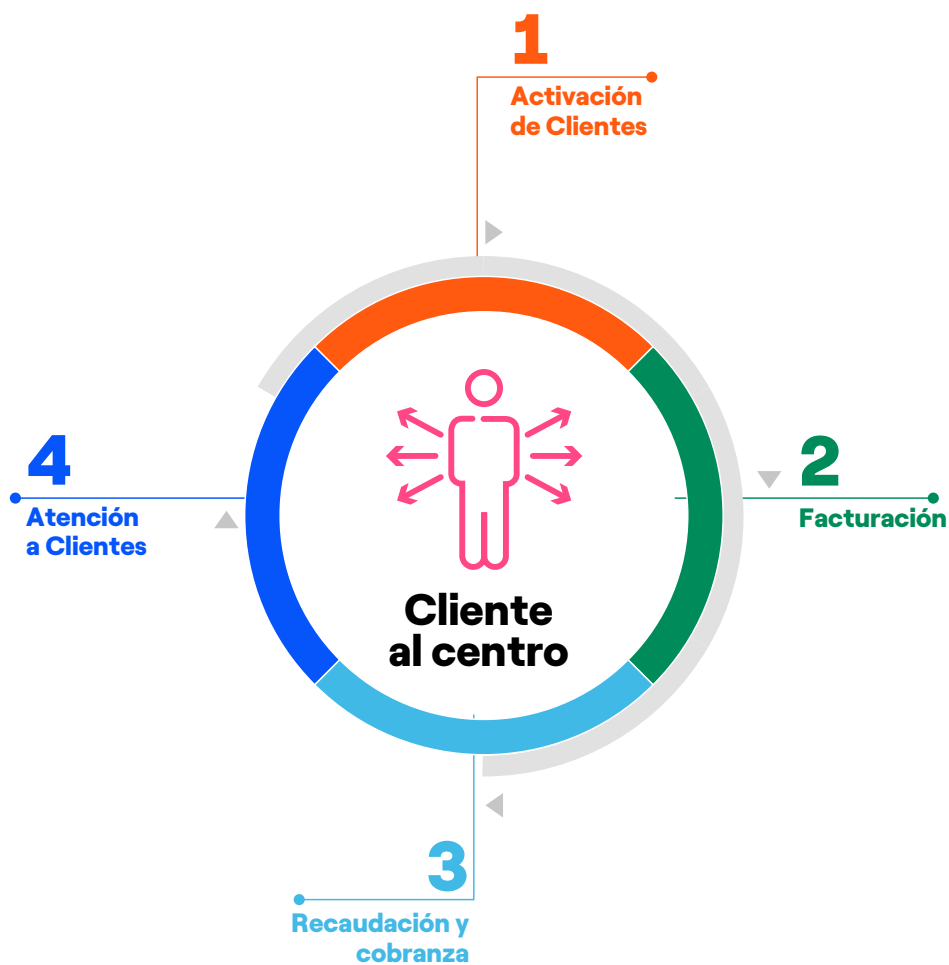 1
Activación
de Clientes
2
Facturación
3
Recaudación y
cobranza
4
Atención
a Clientes
Cliente
al centro